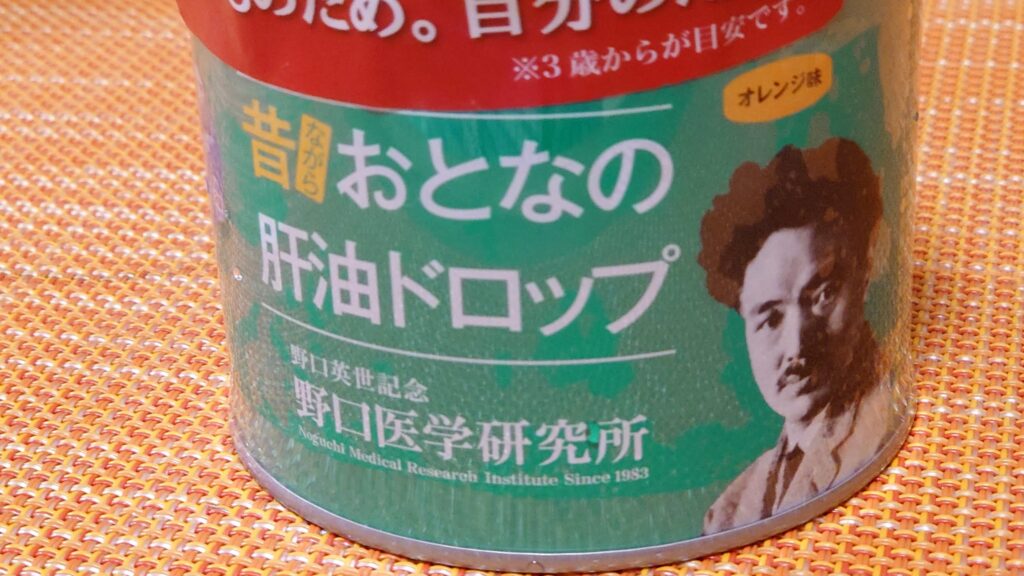 のため。自分の
※3歳からが目安です。
オレンジ味
昔ながら おとなの
肝油ドロップ
野口英世記念
野口医学研究所
Noguchi Medical Research Institute Since 1983